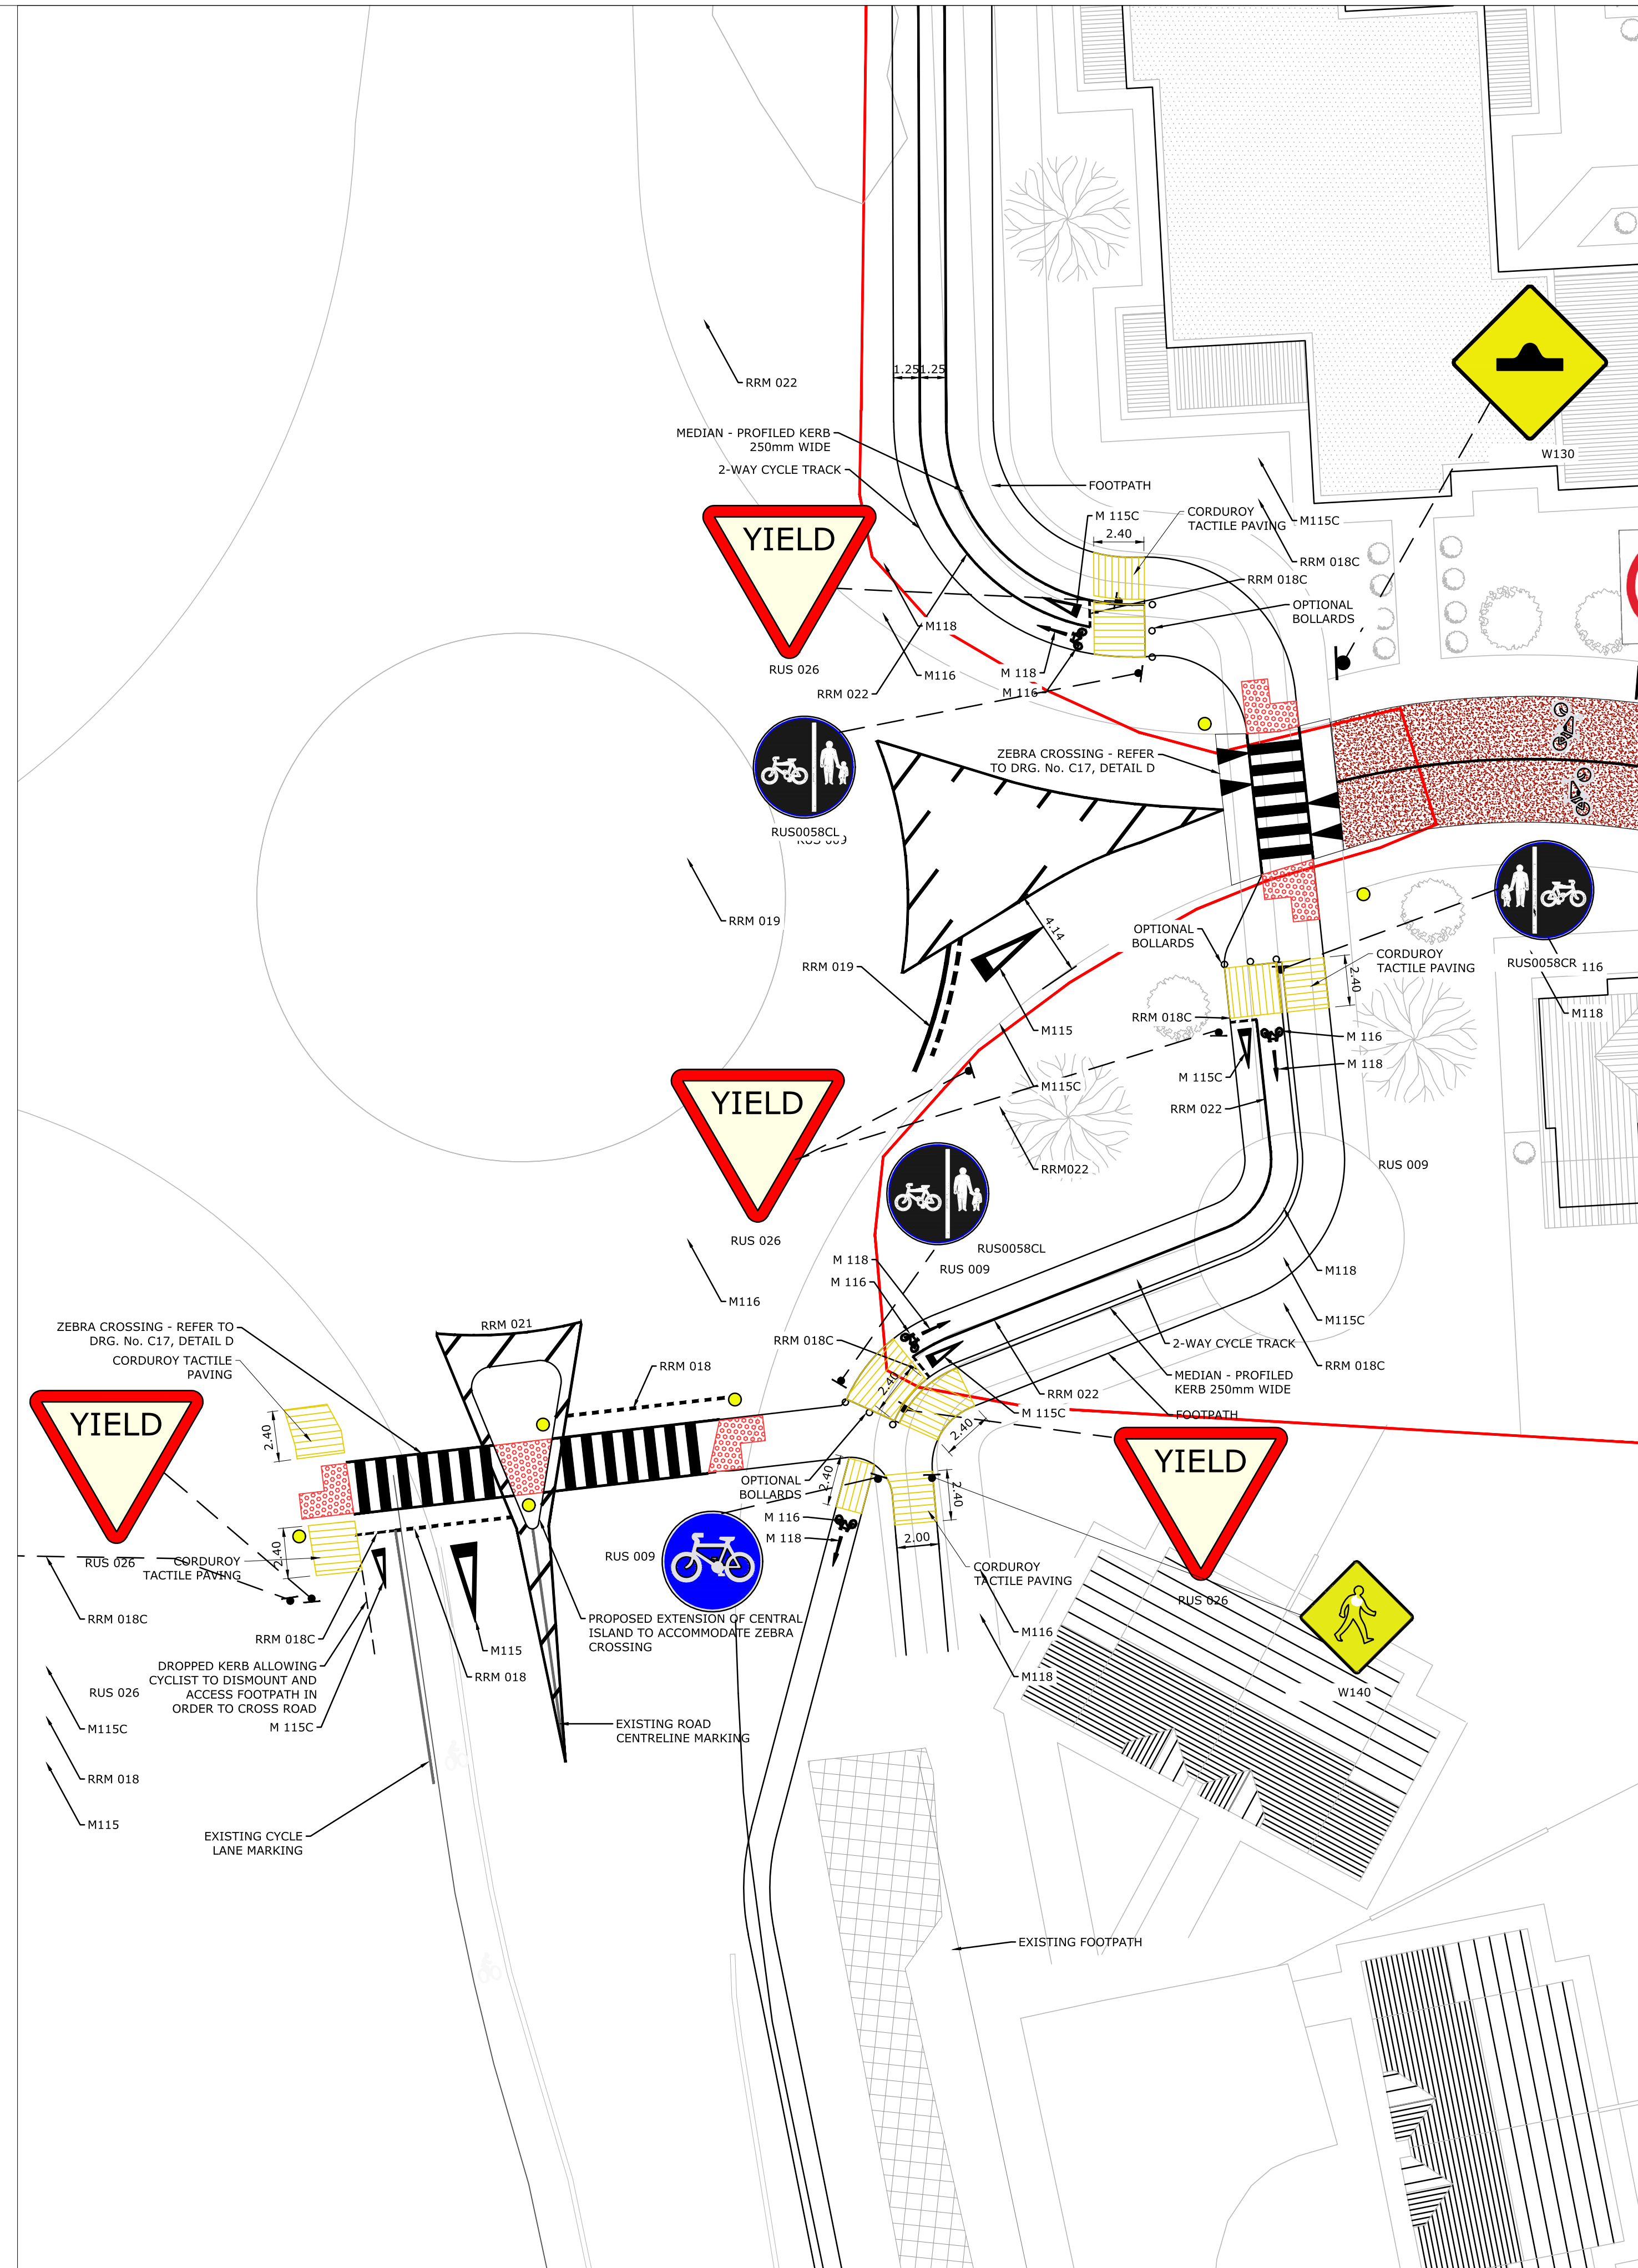 RRM 022
1.25
1.25
MEDIAN - PROFILED KERB
250mm WIDE
2-WAY CYCLE TRACK
FOOTPATH
W130
M 115C
2.40
CORDUROY
TACTILE PAVING
M115C
RRM 018C
RRM 018C
OPTIONAL
BOLLARDS
YIELD
RUS 026
M118
M116
RRM 022
M 118
M 116
ZEBRA CROSSING - REFER
TO DRG. No. C17, DETAIL D
RUS0058CL
RUS 009
RRM 019
RRM 019
4.14
OPTIONAL
BOLLARDS
CORDUROY
TACTILE PAVING
2.40
RUS0058CR
116
M118
RRM 018C
M115
M 116
M 118
M 115C
M115C
RRM 022
YIELD
RUS 026
RRM022
RUS 009
RUS0058CL
RUS 009
M 118
M 116
M116
M118
M115C
RRM 018C
RRM 021
ZEBRA CROSSING - REFER TO
DRG. No. C17, DETAIL D
CORDUROY TACTILE
PAVING
RRM 018C
2-WAY CYCLE TRACK
MEDIAN - PROFILED
KERB 250mm WIDE
RRM 018
2.40
RRM 022
M 115C
FOOTPATH
2.40
YIELD
RUS 026
2.40
YIELD
RUS 026
OPTIONAL
BOLLARDS
2.40
2.40
M 116
M 118
2.00
RUS 009
CORDUROY
TACTILE PAVING
2.40
CORDUROY
TACTILE PAVING
RRM 018C
PROPOSED EXTENSION OF CENTRAL
ISLAND TO ACCOMMODATE ZEBRA
CROSSING
M116
M118
W140
RRM 018C
M115
RRM 018
DROPPED KERB ALLOWING
CYCLIST TO DISMOUNT AND
ACCESS FOOTPATH IN
ORDER TO CROSS ROAD
M 115C
RUS 026
M115C
EXISTING ROAD
CENTRELINE MARKING
RRM 018
M115
EXISTING CYCLE
LANE MARKING
EXISTING FOOTPATH